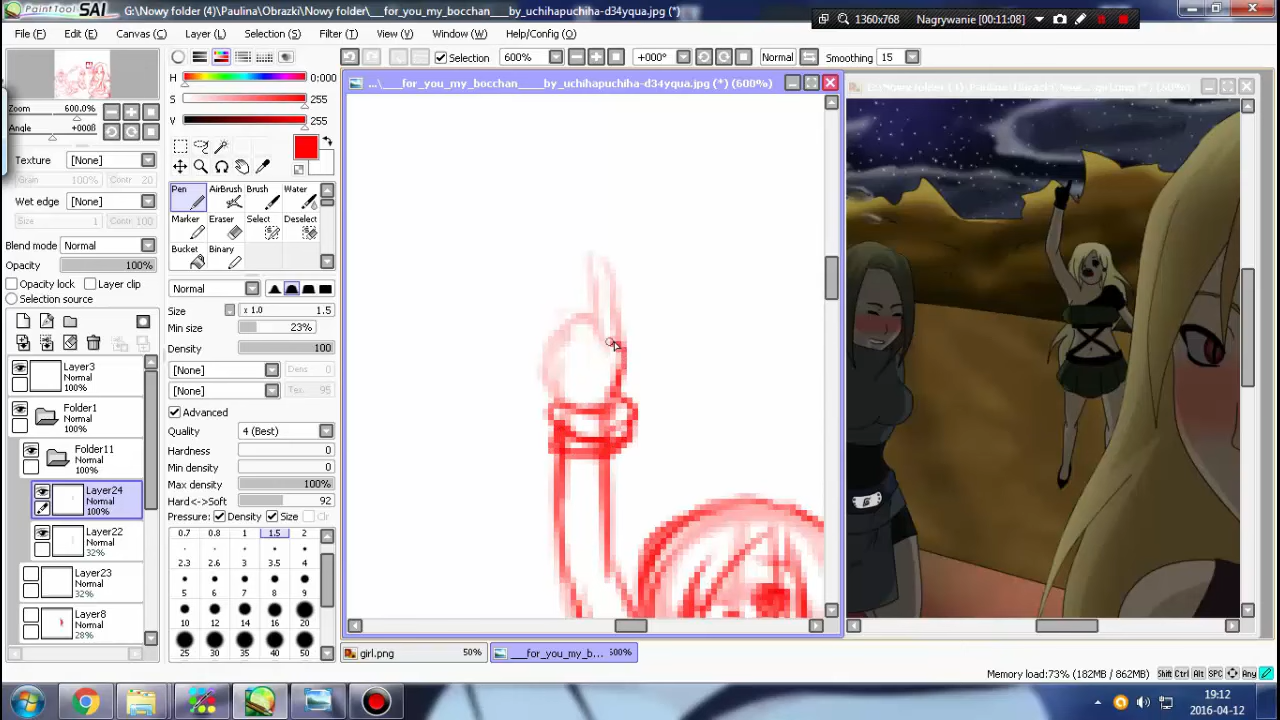 PaintTool SAI G:\Nowy folder (4)\Paulina\Obrazki\Nowy folder\___for_you_my_bocchan____by_uchihapuchiha-d34yqua.jpg (*)
1360x768 Nagrywanie [00:11:08]
File (F) Edit (E) Canvas (C) Layer (L) Selection (S) Filter (T) View (V) Window (W) Help/Config (O)
Selection 600% +000° Normal Smoothing 15
H 0:000
S 255
V 255
...\___for_you_my_bocchan____by_uchihapuchiha-d34yqua.jpg (*) (600%)
Zoom 600.0%
Angle +000ß
Texture [None]
Grain 100% Contr 20
Wet edge [None]
Size 1 Contr 100
Blend mode Normal
Opacity 100%
Opacity lock Layer clip
Selection source
Pen AirBrush Brush Water
Marker Eraser Select Deselect
Bucket Binary
Normal
Size x 1.0 1.5
Min size 23%
Density 100
[None] Dens 0
[None] Tex. 95
Advanced
Quality 4 (Best)
Hardness 0
Min density 0
Max density 100%
Hard<->Soft 92
Pressure: Density Size Clr
0.7 0.8 1 1.5 2
2.3 2.6 3 3.5 4
5 6 7 8 9
10 12 14 16 20
25 30 35 40 50
Layer3
Normal
100%
Folder1
Normal
100%
Folder11
Normal
100%
Layer24
Normal
100%
Layer22
Normal
32%
Layer23
Normal
32%
Layer8
Normal
28%
girl.png 50%
___for_you_my_b... 600%
Memory load:73% (182MB / 862MB) Shift Ctrl Alt SPC Any
19:12
2016-04-12